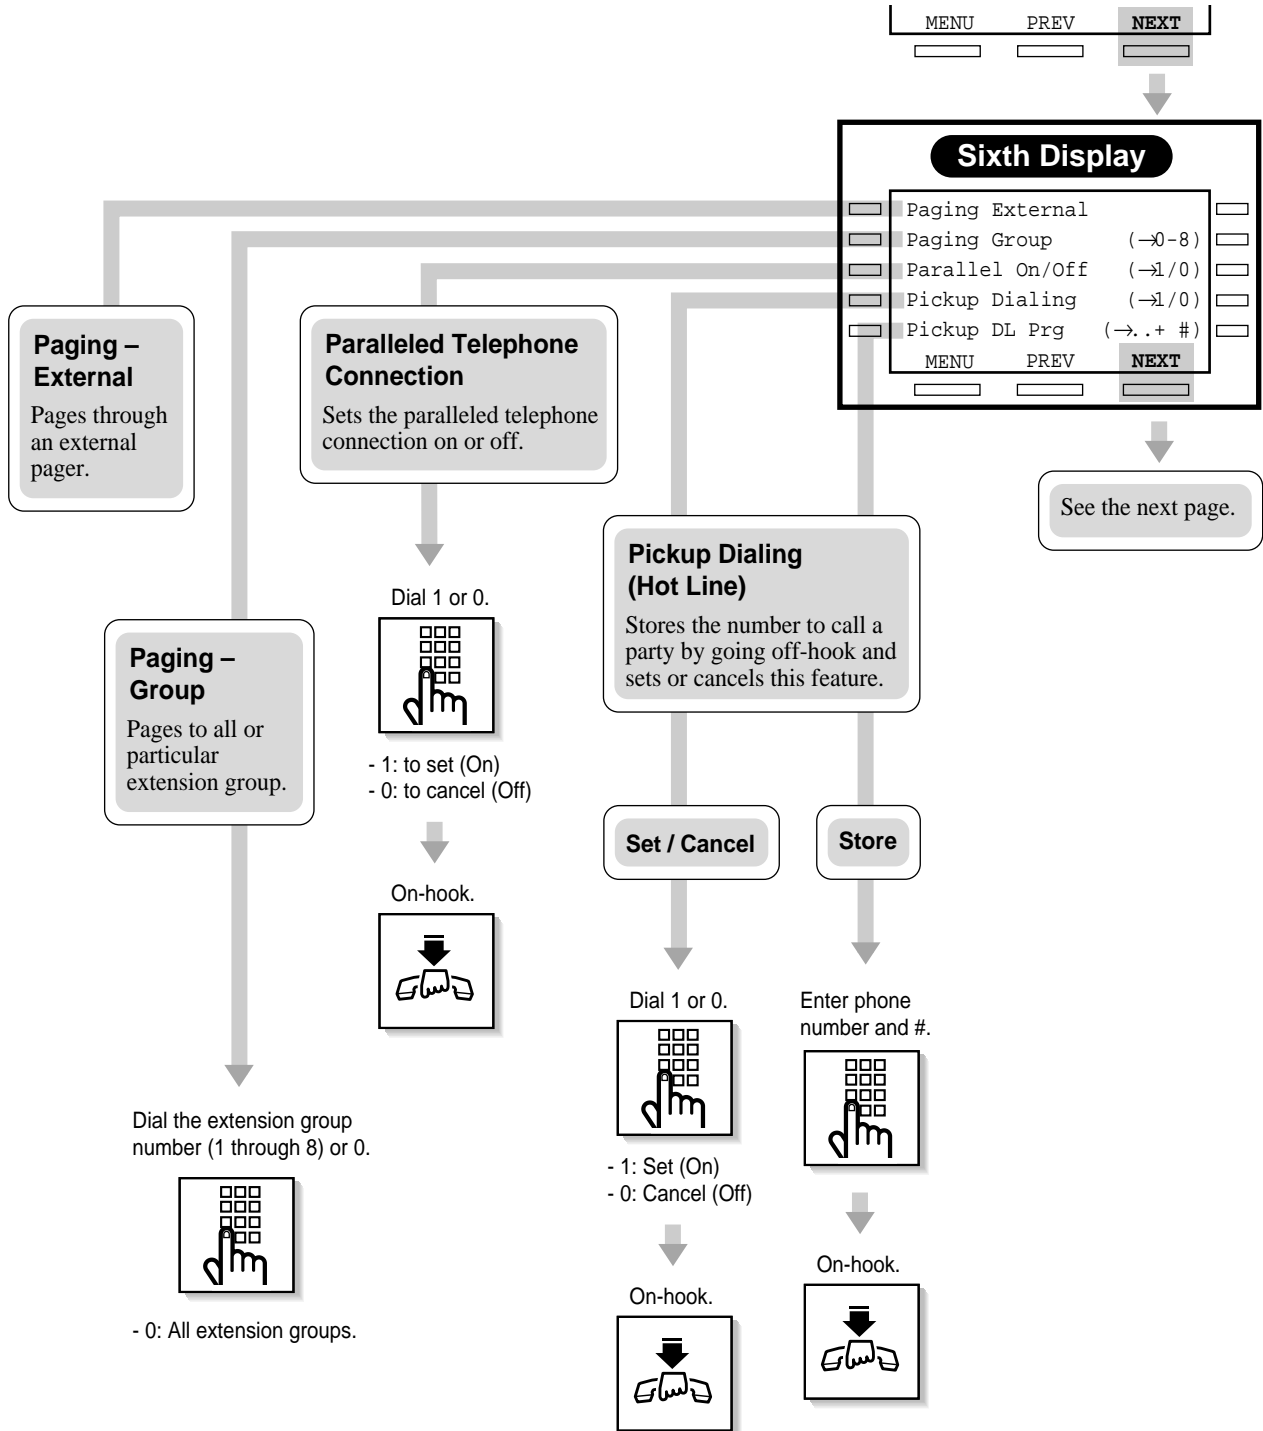 MENU PREV NEXT
Sixth Display
Paging External
Paging Group (→0-8)
Parallel On/Off (→1/0)
Pickup Dialing (→1/0)
Pickup DL Prg (→..+ #)
MENU PREV NEXT
See the next page.
Paging –
External
Pages through
an external
pager.
Paralleled Telephone
Connection
Sets the paralleled telephone
connection on or off.
Dial 1 or 0.
- 1: to set (On)
- 0: to cancel (Off)
On-hook.
Paging –
Group
Pages to all or
particular
extension group.
Dial the extension group
number (1 through 8) or 0.
- 0: All extension groups.
Pickup Dialing
(Hot Line)
Stores the number to call a
party by going off-hook and
sets or cancels this feature.
Set / Cancel
Dial 1 or 0.
- 1: Set (On)
- 0: Cancel (Off)
On-hook.
Store
Enter phone
number and #.
On-hook.